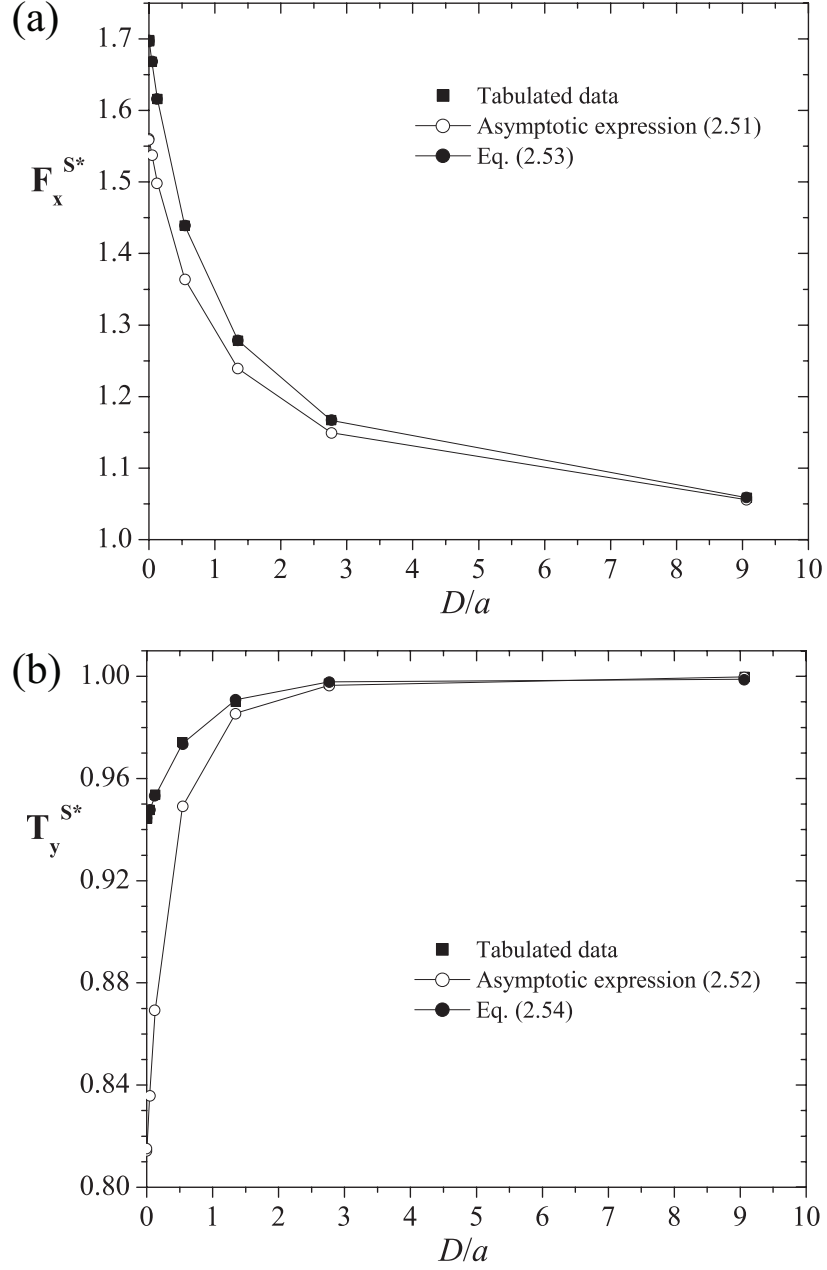 (a)
1.7
1.6
1.5
1.4
1.3
1.2
1.1
1.0
F_x^S*
Tabulated data
Asymptotic expression (2.51)
Eq. (2.53)
0 1 2 3 4 5 6 7 8 9 10
D/a
(b)
1.00
0.96
0.92
0.88
0.84
0.80
T_y^S*
Tabulated data
Asymptotic expression (2.52)
Eq. (2.54)
0 1 2 3 4 5 6 7 8 9 10
D/a